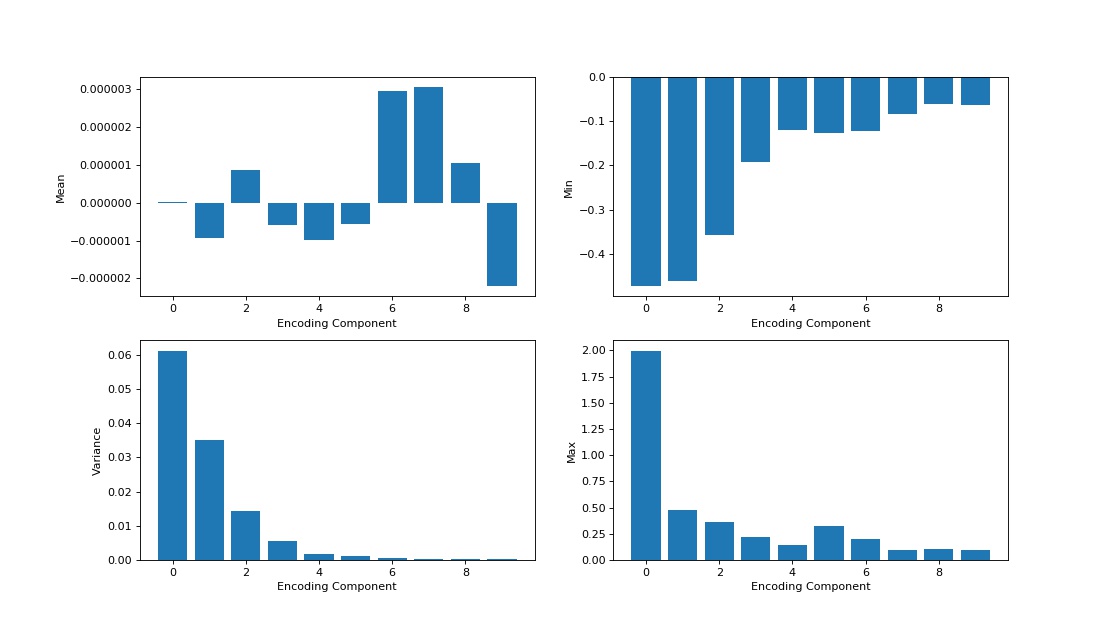 0.000003
0.000002
0.000001
0.000000
−0.000001
−0.000002
Mean
0 2 4 6 8
Encoding Component
0.0
−0.1
−0.2
−0.3
−0.4
Min
0 2 4 6 8
Encoding Component
0.06
0.05
0.04
0.03
0.02
0.01
0.00
Variance
0 2 4 6 8
Encoding Component
2.00
1.75
1.50
1.25
1.00
0.75
0.50
0.25
0.00
Max
0 2 4 6 8
Encoding Component